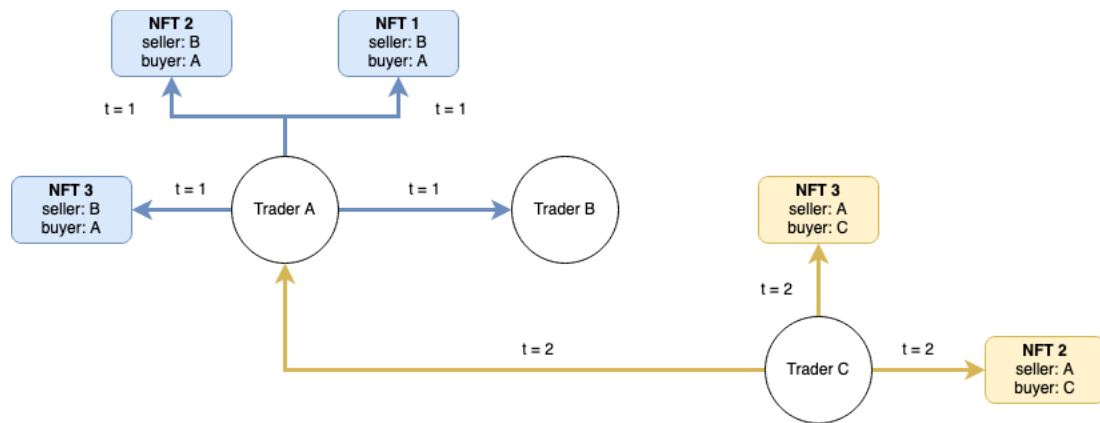 NFT 2
seller: B
buyer: A
NFT 1
seller: B
buyer: A
t = 1
t = 1
NFT 3
seller: B
buyer: A
t = 1
Trader A
t = 1
Trader B
NFT 3
seller: A
buyer: C
t = 2
t = 2
Trader C
t = 2
NFT 2
seller: A
buyer: C